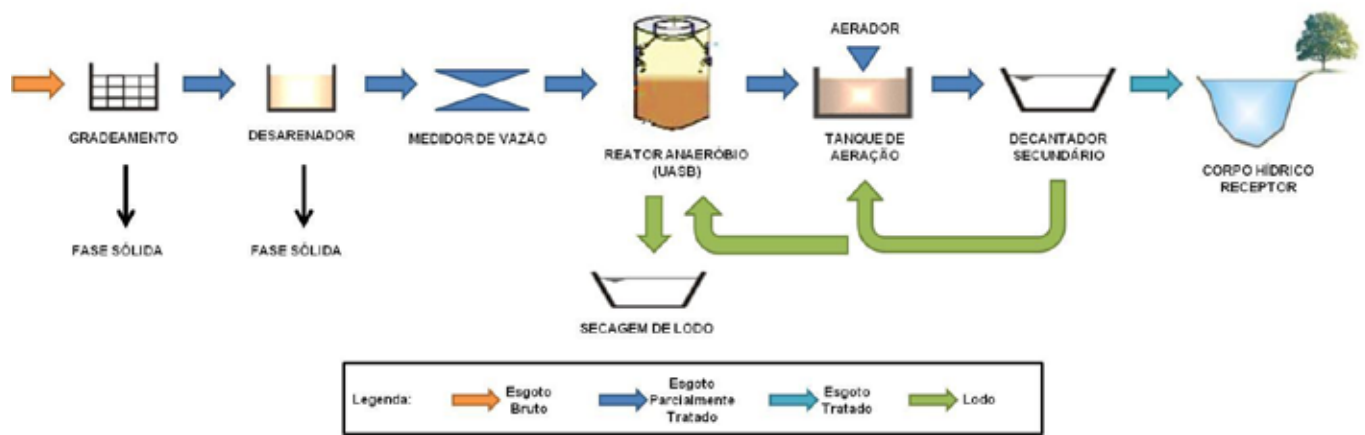 AERADOR
GRADEAMENTO
DESARENADOR
MEDIDOR DE VAZÃO
REATOR ANAERÓBIO
(UASB)
TANQUE DE
AERAÇÃO
DECANTADOR
SECUNDÁRIO
CORPO HÍDRICO
RECEPTOR
FASE SÓLIDA
FASE SÓLIDA
SECAGEM DE LODO
Legenda:
Esgoto
Bruto
Esgoto
Parcialmente
Tratado
Esgoto
Tratado
Lodo